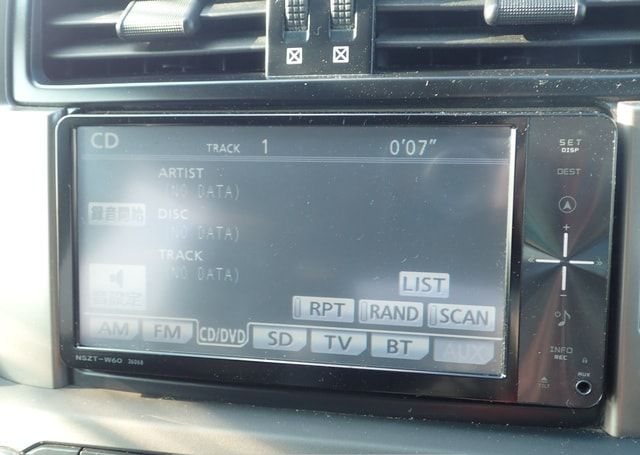 CD TRACK 1 0'07"
ARTIST
(NO DATA)
録音開始
DISC
(NO DATA)
TRACK
(NO DATA)
音設定
LIST
RPT RAND SCAN
AM FM CD/DVD SD TV BT AUX
NSZT-W60 36060
SET
DISP
DEST
+
−
INFO
REC
AUX
TILT